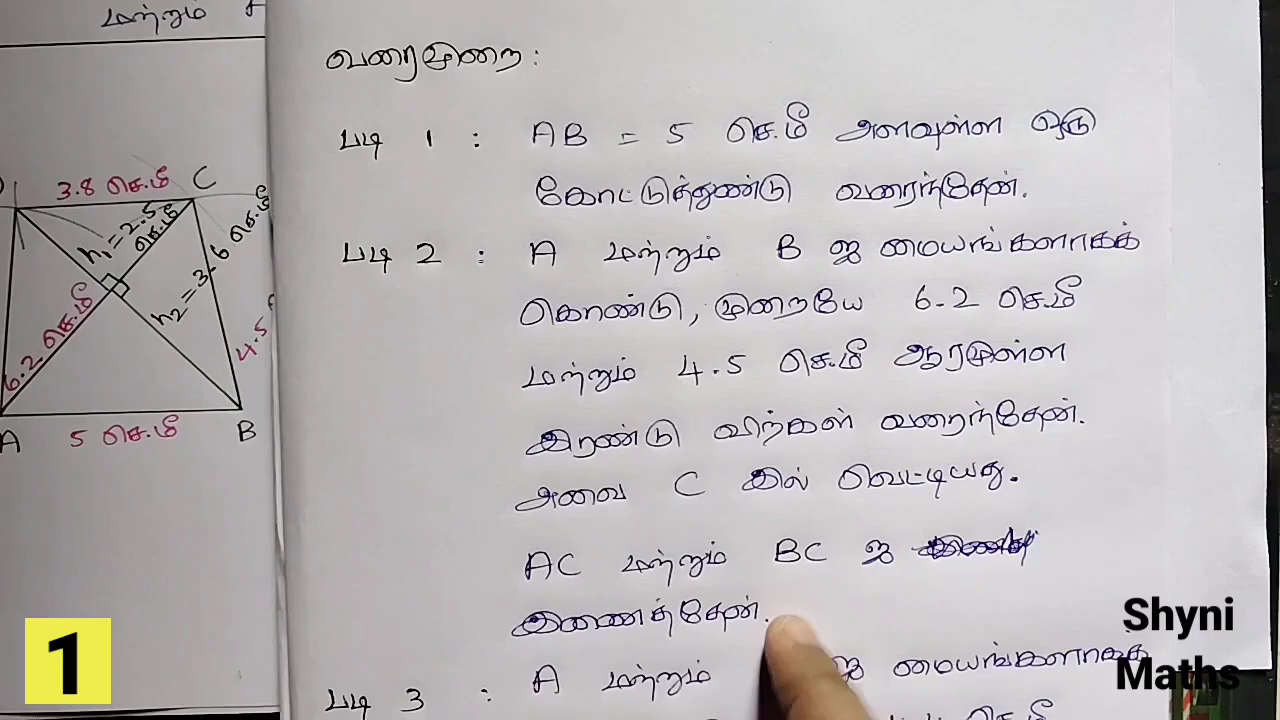 மற்றும்
3.8 செ.மீ
C
h1 = 2.5
செ.மீ
h2 = 3.6 செ.மீ
6.2 செ.மீ
4.5
A
5 செ.மீ
B
வரைமுறை :
படி 1 : AB = 5 செ.மீ அளவுள்ள ஒரு
கோட்டுத்துண்டு வரைந்தேன்.
படி 2 : A மற்றும் B ஐ மையங்களாகக்
கொண்டு, முறையே 6.2 செ.மீ
மற்றும் 4.5 செ.மீ ஆரமுள்ள
இரண்டு விற்கள் வரைந்தேன்.
அவை C இல் வெட்டியது.
AC மற்றும் BC ஐ
இணைத்தேன்.
படி 3 : A மற்றும் ஐ மையங்களாகக்
செ.மீ
1
Shyni
Maths